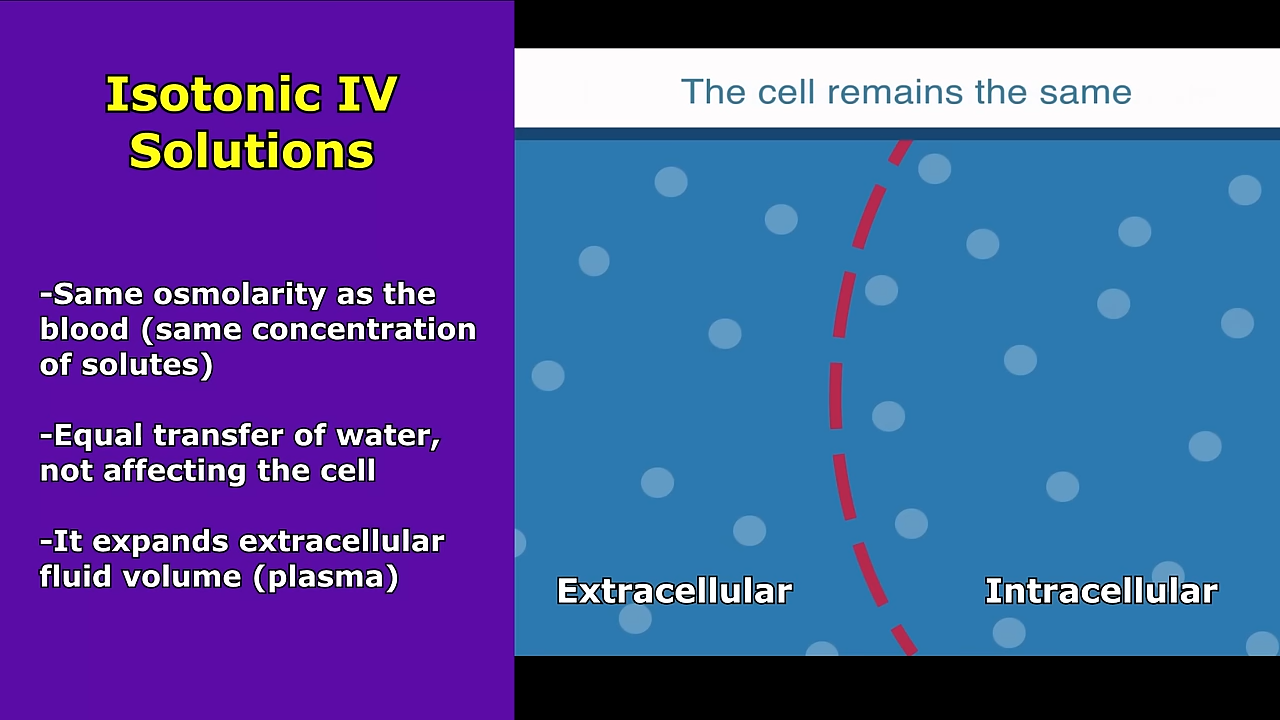 Isotonic IV
Solutions
-Same osmolarity as the
blood (same concentration
of solutes)
-Equal transfer of water,
not affecting the cell
-It expands extracellular
fluid volume (plasma)
The cell remains the same
Extracellular
Intracellular